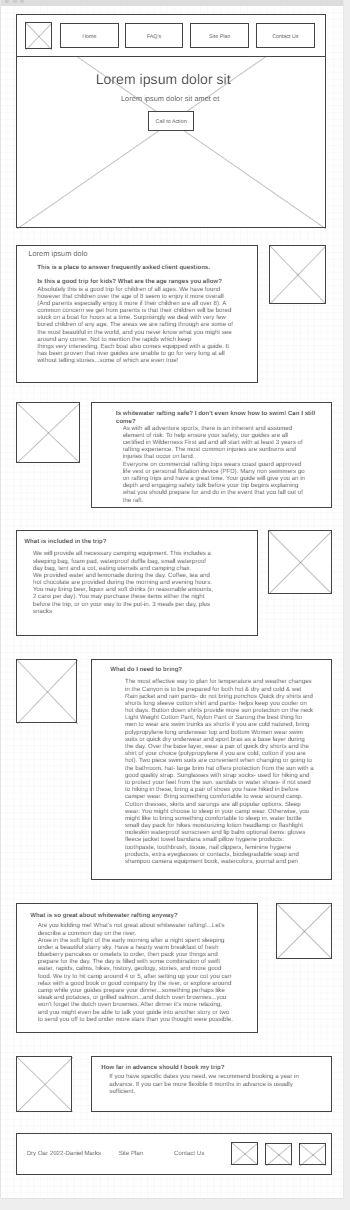 Home
FAQ's
Site Plan
Contact Us
Lorem ipsum dolor sit
Lorem ipsum dolor sit amet et
Call to Action
Lorem ipsum dolo
This is a place to answer frequently asked client questions.
Is this a good trip for kids? What are the age ranges you allow?
Absolutely this is a good trip for children of all ages. We have found
however that children over the age of 8 seem to enjoy it more overall
(And parents especially enjoy it more if their children are all over 8). A
common concern we get from parents is that their children will be bored
stuck on a boat for hours at a time. Surprisingly we deal with very few
bored children of any age. The areas we are rafting through are some of
the most beautiful in the world, and you never know what you might see
around any corner. Not to mention the rapids which keep
things very interesting. Each boat also comes equipped with a guide. It
has been proven that river guides are unable to go for very long at all
without telling stories...some of which are even true!
Is whitewater rafting safe? I don't even know how to swim! Can I still
come?
As with all adventure sports, there is an inherent and assumed
element of risk. To help ensure your safety, our guides are all
certified in Wilderness First aid and all start with at least 3 years of
rafting experience. The most common injuries are sunburns and
injuries that occur on land.
Everyone on commercial rafting trips wears coast guard approved
life vest or personal flotation device (PFD). Many non swimmers go
on rafting trips and have a great time. Your guide will give you an in
depth and engaging safety talk before your trip begins explaining
what you should prepare for and do in the event that you fall out of
the raft.
What is included in the trip?
We will provide all necessary camping equipment. This includes a
sleeping bag, foam pad, waterproof duffle bag, small waterproof
day bag, tent and a cot, eating utensils and camping chair.
We provided water and lemonade during the day. Coffee, tea and
hot chocolate are provided during the morning and evening hours.
You may bring beer, liquor and soft drinks (in reasonable amounts,
2 cans per day). You may purchase these items either the night
before the trip, or on your way to the put-in. 3 meals per day, plus
snacks
What do I need to bring?
The most effective way to plan for temperature and weather changes
in the Canyon is to be prepared for both hot & dry and cold & wet
Rain jacket and rain pants- do not bring ponchos Quick dry shirts and
shorts long sleeve cotton shirt and pants- helps keep you cooler on
hot days. Button down shirts provide more sun protection on the neck
Light Weight Cotton Pant, Nylon Pant or Sarong the best thing for
men to wear are swim trunks as shorts if you are cold natured, bring
polypropylene long underwear top and bottom Women wear swim
suits or quick dry underwear and sport bras as base layer during
the day. Over the base layer, wear a pair of quick dry shorts and the
shirt of your choice (polypropylene if you are cold, cotton if you are
hot). Two piece swim suits are convenient when changing or going to
the bathroom. hat- large brim hat offers protection from the sun with a
good quality strap. Sunglasses with strap socks- used for hiking and
to protect your feet from the sun. sandals or water shoes- if not used
to hiking in these, bring a pair of shoes you have hiked in before
camper wear: Bring something comfortable to wear around camp.
Cotton dresses, skirts and sarongs are all popular options. Sleep
wear: You might choose to sleep in your camp wear. Otherwise, you
might like to bring something comfortable to sleep in, water bottle
small day pack for hikes moisturizing lotion headlamp or flashlight
moleskin waterproof sunscreen and lip balm optional items: gloves
fleece jacket towel bandana small pillow hygiene products:
toothpaste, toothbrush, tissue, nail clippers, feminine hygiene
products, extra eyeglasses or contacts, biodegradable soap and
shampoo camera equipment book, watercolors, journal and pen
What is so great about whitewater rafting anyway?
Are you kidding me! What's not great about whitewater rafting!...Let's
describe a common day on the river.
Arise in the soft light of the early morning after a night spent sleeping
under a beautiful starry sky. Have a hearty warm breakfast of fresh
blueberry pancakes or omelets to order, then pack your things and
prepare for the day. The day is filled with some combination of swift
water, rapids, calms, hikes, history, geology, stories, and more good
food. We try to hit camp around 4 or 5, after setting up your cot you can
relax with a good book or good company by the river, or explore around
camp while your guides prepare your dinner...something perhaps like
steak and potatoes, or grilled salmon...and dutch oven brownies...you
won't forget the dutch oven brownies. After dinner it's more relaxing,
and you might even be able to talk your guide into another story or two
to send you off to bed under more stars than you thought were possible.
How far in advance should I book my trip?
If you have specific dates you need, we recommend booking a year in
advance. If you can be more flexible 6 months in advance is usually
sufficient.
Dry Oar 2022-Daniel Marks
Site Plan
Contact Us